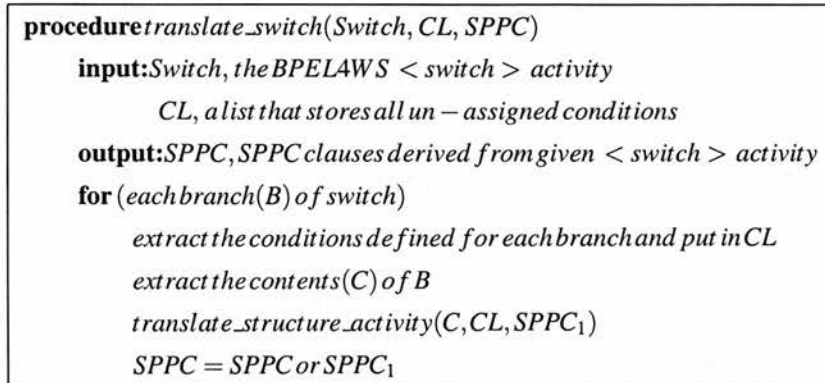 procedure translate_switch(Switch, CL, SPPC)
input: Switch, the BPEL4WS < switch > activity
CL, a list that stores all un − assigned conditions
output: SPPC, SPPC clauses derived from given < switch > activity
for (each branch(B) of switch)
extract the conditions defined for each branch and put in CL
extract the contents(C) of B
translate_structure_activity(C,CL,SPPC₁)
SPPC = SPPC or SPPC₁